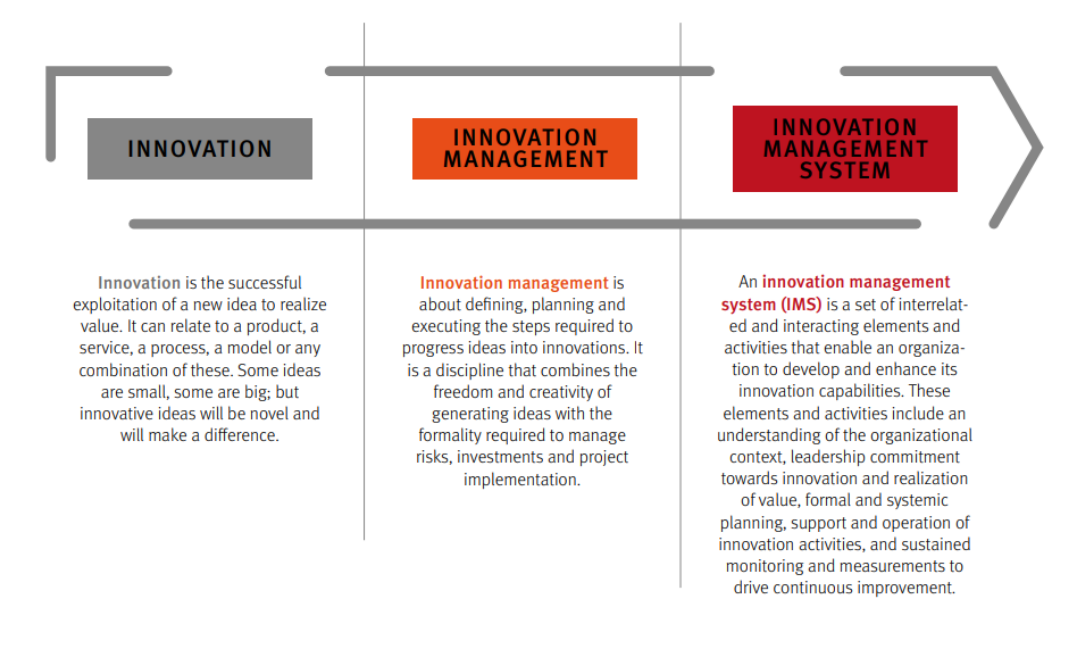 INNOVATION
INNOVATION
MANAGEMENT
INNOVATION
MANAGEMENT
SYSTEM
Innovation is the successful
exploitation of a new idea to realize
value. It can relate to a product, a
service, a process, a model or any
combination of these. Some ideas
are small, some are big; but
innovative ideas will be novel and
will make a difference.
Innovation management is
about defining, planning and
executing the steps required to
progress ideas into innovations. It
is a discipline that combines the
freedom and creativity of
generating ideas with the
formality required to manage
risks, investments and project
implementation.
An innovation management
system (IMS) is a set of interrelat-
ed and interacting elements and
activities that enable an organiza-
tion to develop and enhance its
innovation capabilities. These
elements and activities include an
understanding of the organizational
context, leadership commitment
towards innovation and realization
of value, formal and systemic
planning, support and operation of
innovation activities, and sustained
monitoring and measurements to
drive continuous improvement.